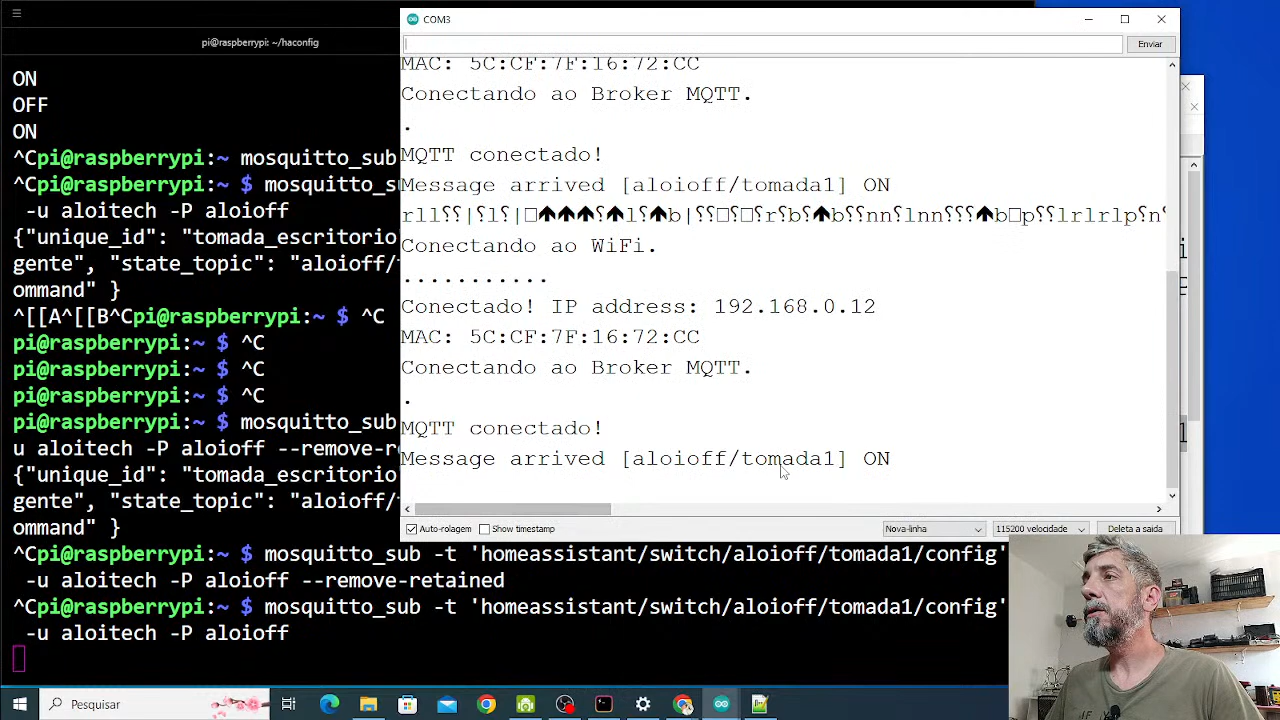 pi@raspberrypi: ~/haconfig
ON
OFF
ON
^Cpi@raspberrypi:~ mosquitto_sub
^Cpi@raspberrypi:~ $ mosquitto_su
-u aloitech -P aloioff
{"unique_id": "tomada_escritorio
gente", "state_topic": "aloioff/
ommand" }
^[[A^[[B^Cpi@raspberrypi:~ $ ^C
pi@raspberrypi:~ $ ^C
pi@raspberrypi:~ $ ^C
pi@raspberrypi:~ $ ^C
pi@raspberrypi:~ $ mosquitto_sub
u aloitech -P aloioff --remove-r
{"unique_id": "tomada_escritorio
gente", "state_topic": "aloioff/
ommand" }
^Cpi@raspberrypi:~ $ mosquitto_sub -t 'homeassistant/switch/aloioff/tomada1/config'
-u aloitech -P aloioff --remove-retained
^Cpi@raspberrypi:~ $ mosquitto_sub -t 'homeassistant/switch/aloioff/tomada1/config'
-u aloitech -P aloioff
COM3
Enviar
MAC: 5C:CF:7F:16:72:CC
Conectando ao Broker MQTT.
.
MQTT conectado!
Message arrived [aloioff/tomada1] ON
Conectando ao WiFi.
...........
Conectado! IP address: 192.168.0.12
MAC: 5C:CF:7F:16:72:CC
Conectando ao Broker MQTT.
.
MQTT conectado!
Message arrived [aloioff/tomada1] ON
Auto-rolagem Show timestamp Nova-linha 115200 velocidade Deleta a saida
Pesquisar